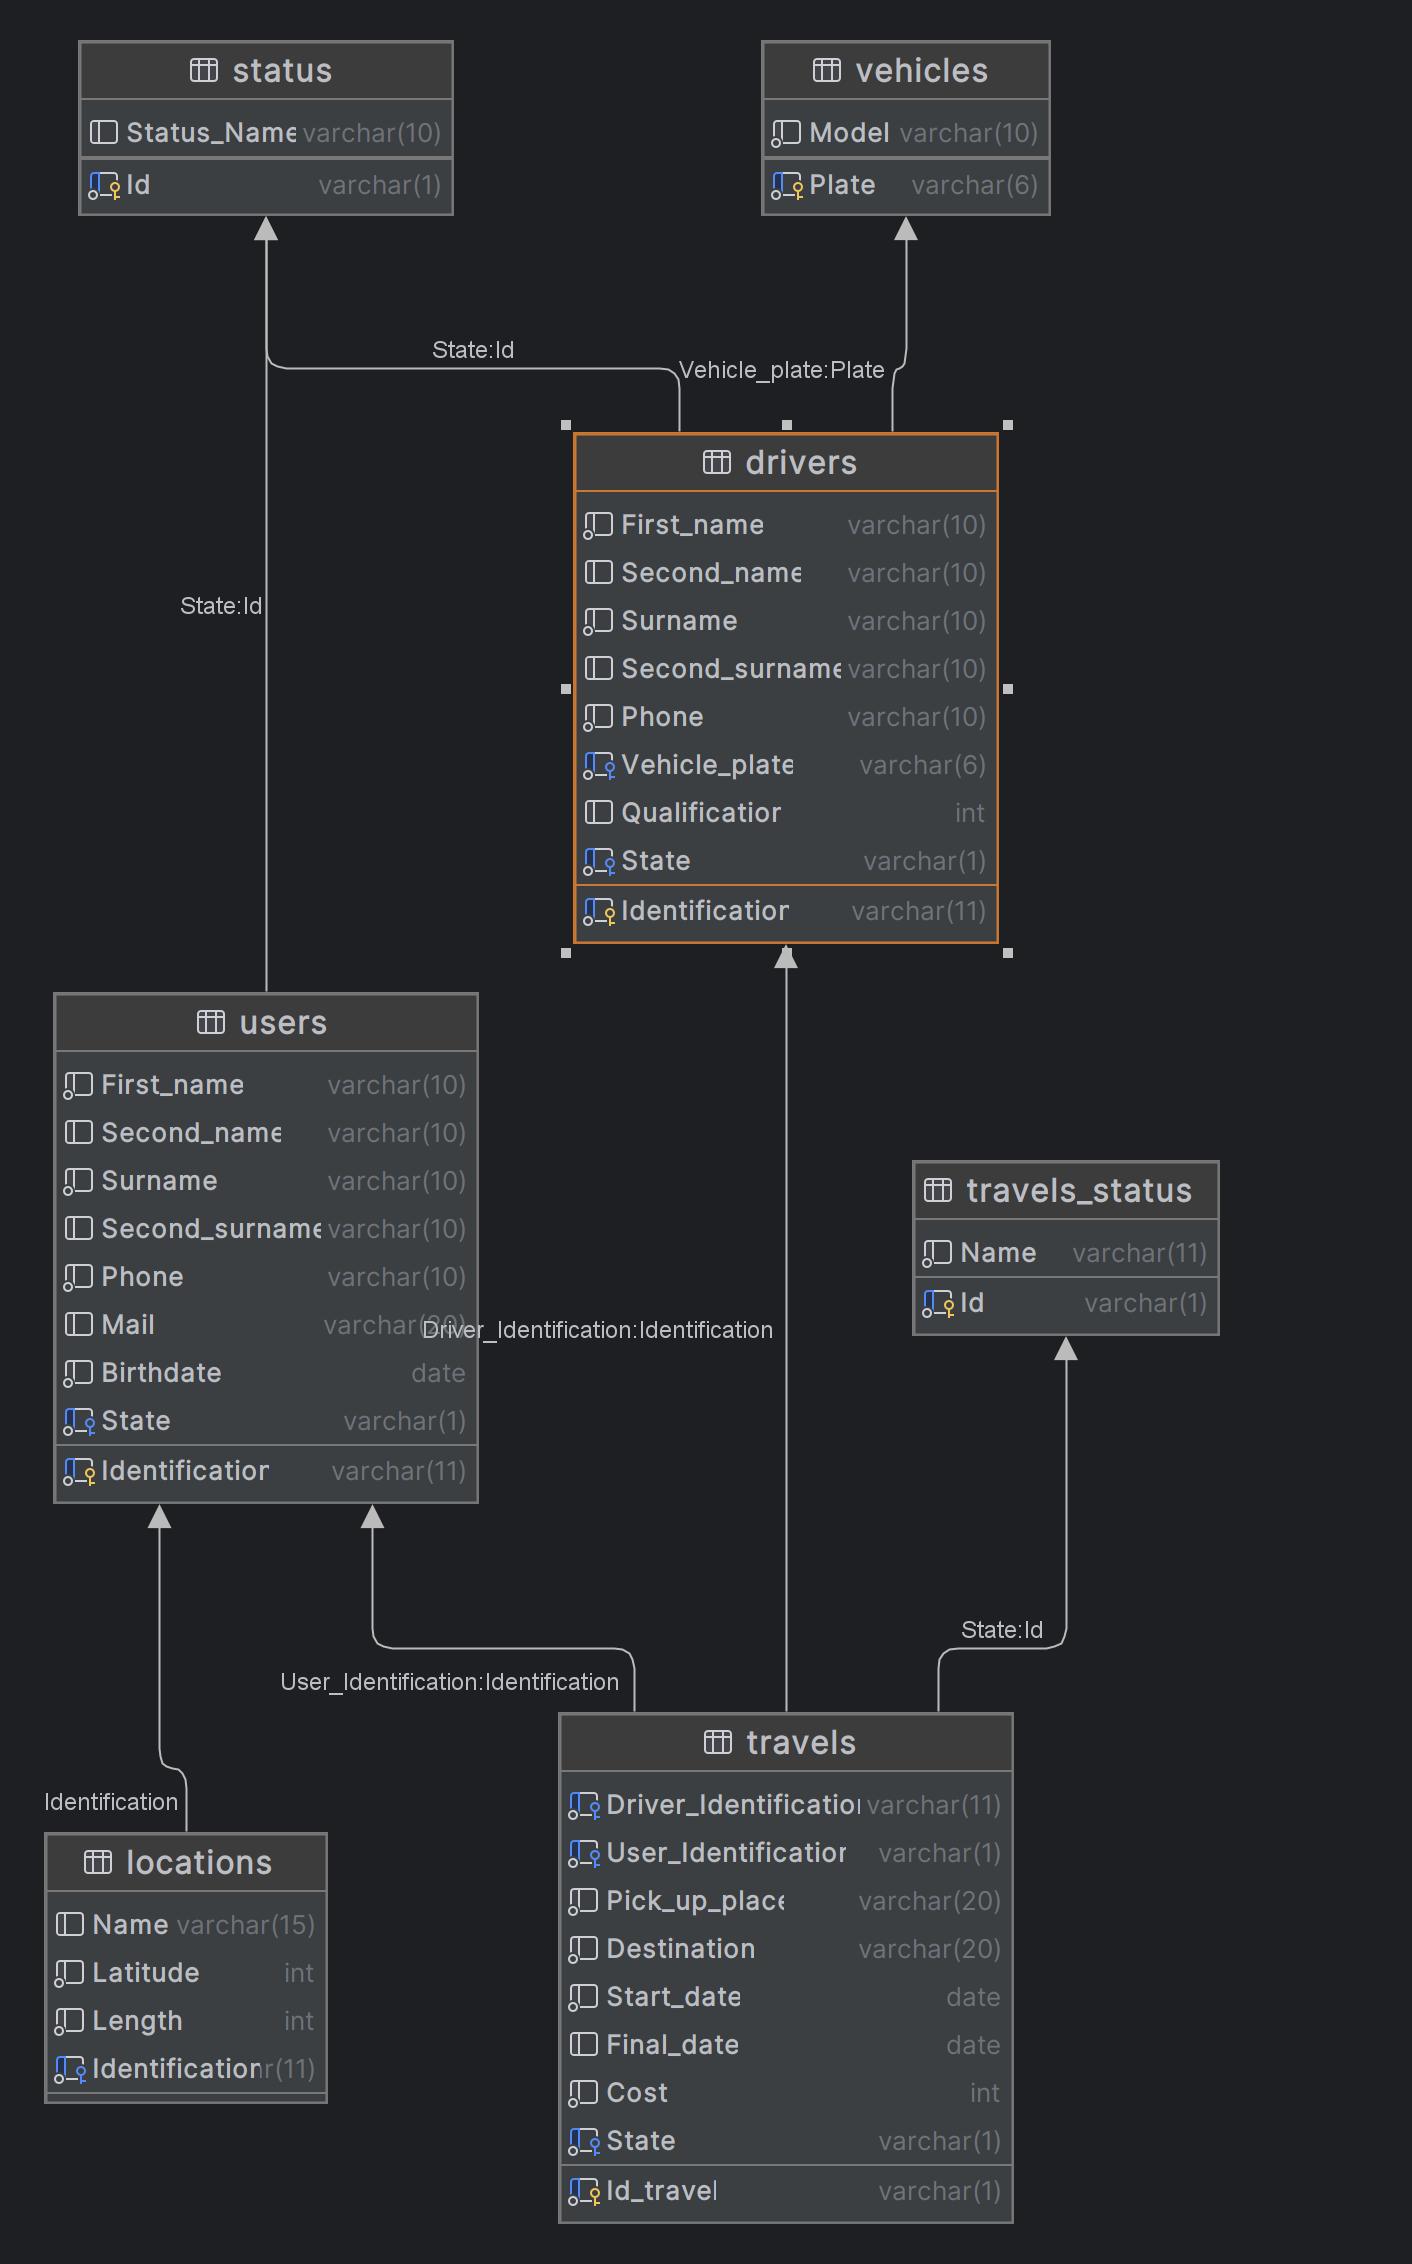 status
Status_Name varchar(10)
Id varchar(1)
vehicles
Model varchar(10)
Plate varchar(6)
State:Id
Vehicle_plate:Plate
drivers
First_name varchar(10)
Second_name varchar(10)
Surname varchar(10)
Second_surname varchar(10)
Phone varchar(10)
Vehicle_plate varchar(6)
Qualification int
State varchar(1)
Identification varchar(11)
State:Id
users
First_name varchar(10)
Second_name varchar(10)
Surname varchar(10)
Second_surname varchar(10)
Phone varchar(10)
Mail varchar(20)
Birthdate date
State varchar(1)
Identification varchar(11)
Driver_Identification:Identification
travels_status
Name varchar(11)
Id varchar(1)
State:Id
User_Identification:Identification
Identification
locations
Name varchar(15)
Latitude int
Length int
Identification r(11)
travels
Driver_Identification varchar(11)
User_Identification varchar(1)
Pick_up_place varchar(20)
Destination varchar(20)
Start_date date
Final_date date
Cost int
State varchar(1)
Id_travel varchar(1)